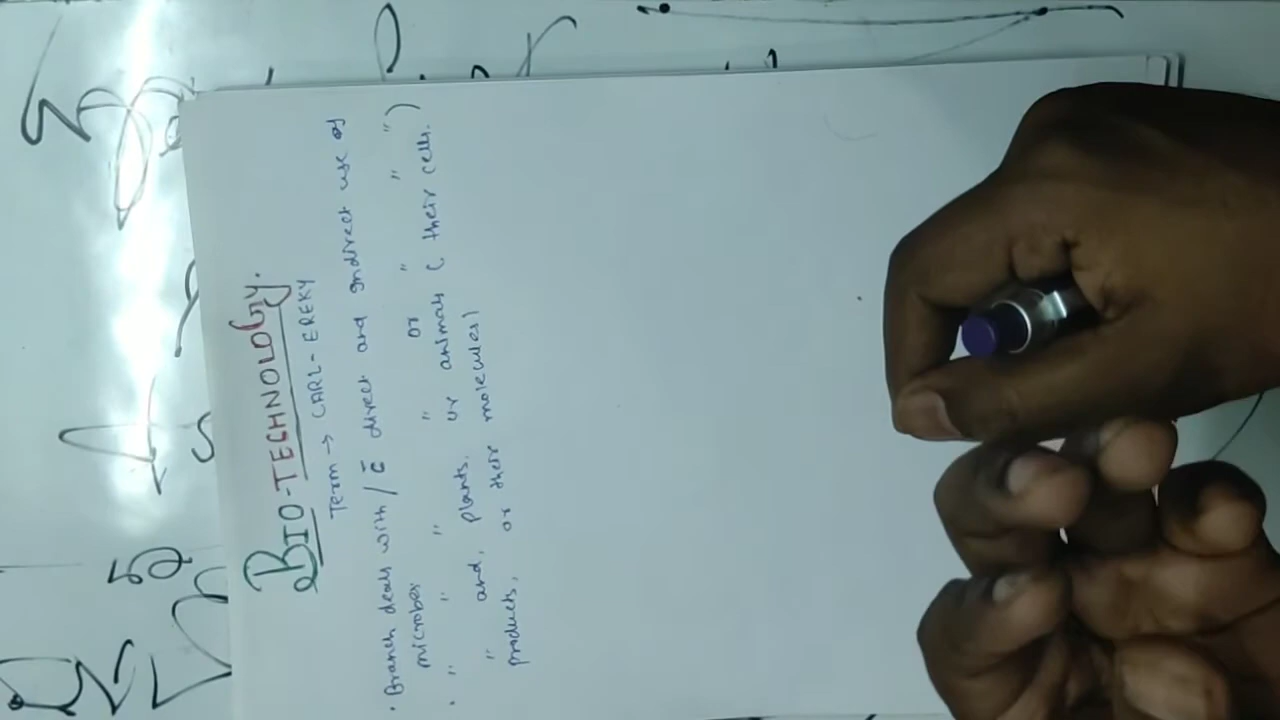 BIO-TECHNOLOGY.
Term → CARL-EREKY
• Branch deals with / c̄ direct and Indirect use of
microbes " or " " )
• " " " " or animals ( their cells.
" and, plants,
products, or their molecules)